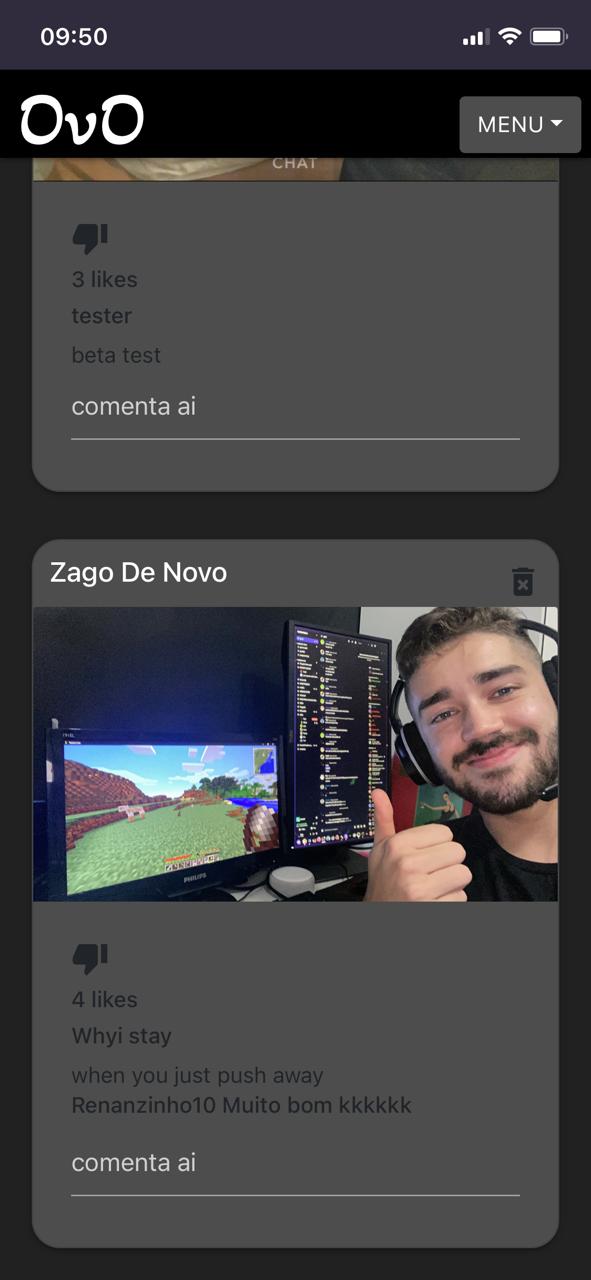 09:50
OvO
MENU
CHAT
3 likes
tester
beta test
comenta ai
Zago De Novo
PHILIPS
4 likes
Whyi stay
when you just push away
Renanzinho10 Muito bom kkkkkk
comenta ai